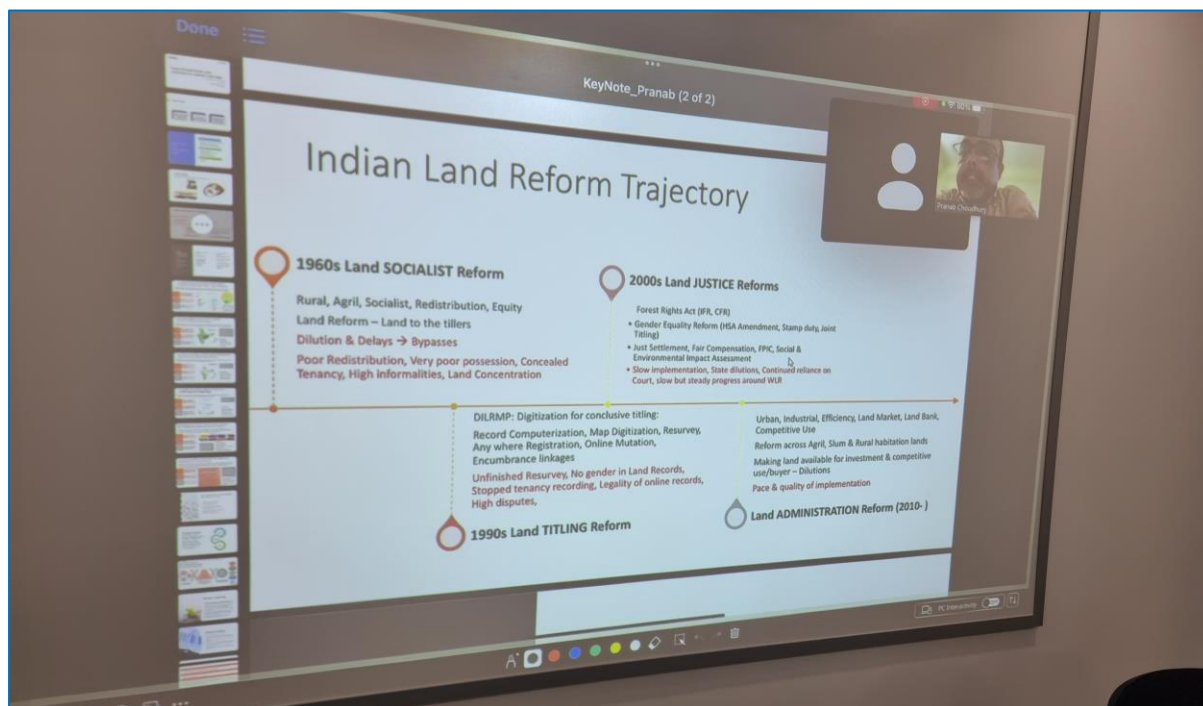 Done
KeyNote_Pranab (2 of 2)
50%
Pranab Choudhury
Indian Land Reform Trajectory
1960s Land SOCIALIST Reform
Rural, Agril, Socialist, Redistribution, Equity
Land Reform – Land to the tillers
Dilution & Delays → Bypasses
Poor Redistribution, Very poor possession, Concealed
Tenancy, High Informalities, Land Concentration
2000s Land JUSTICE Reforms
Forest Rights Act (IFR, CFR)
• Gender Equality Reform (HSA Amendment, Stamp duty, Joint
Titling)
• Just Settlement, Fair Compensation, FPIC, Social &
Environmental Impact Assessment
• Slow implementation, State dilutions, Continued reliance on
Court, slow but steady progress around WLR
DILRMP: Digitization for conclusive titling:
Record Computerization, Map Digitization, Resurvey,
Any where Registration, Online Mutation,
Encumbrance linkages
Unfinished Resurvey, No gender in Land Records,
Stopped tenancy recording, Legality of online records,
High disputes,
1990s Land TITLING Reform
Urban, Industrial, Efficiency, Land Market, Land Bank,
Competitive Use
Reform across Agril, Slum & Rural habitation lands
Making land available for investment & competitive
use/buyer – Dilutions
Pace & quality of implementation
Land ADMINISTRATION Reform (2010- )
PC Interactivity